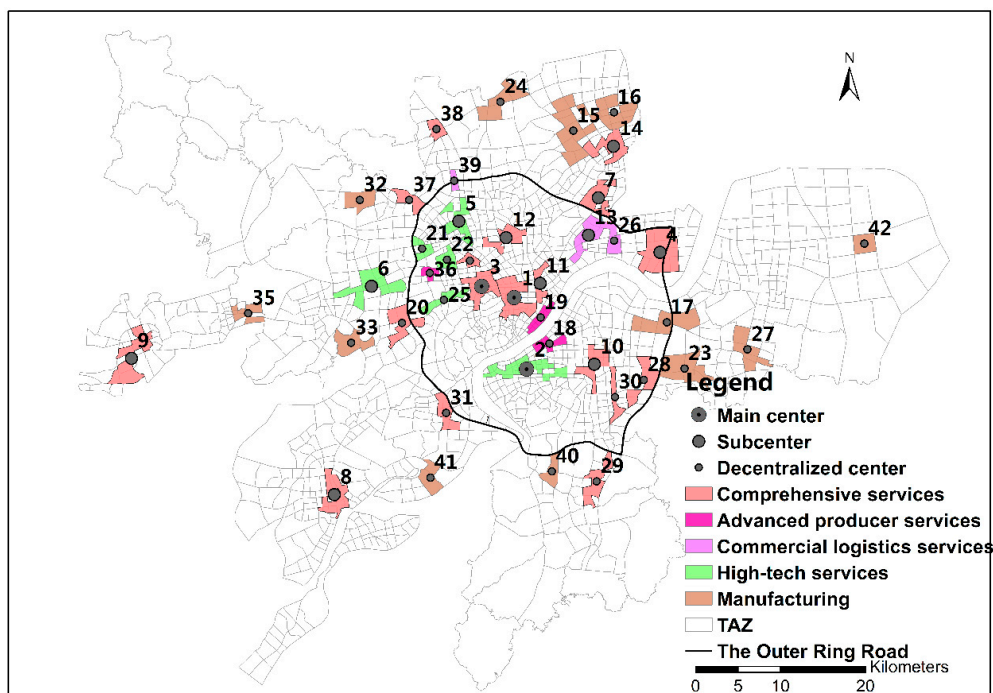 N
24
38
16
15
14
39
32
37
7
5
12
13
26
42
21
22
4
36
3
6
11
1
25
19
35
20
17
33
18
9
2
10
27
23
28
30
31
40
29
41
8
Legend
Main center
Subcenter
Decentralized center
Comprehensive services
Advanced producer services
Commercial logistics services
High-tech services
Manufacturing
TAZ
The Outer Ring Road
Kilometers
0 5 10 20